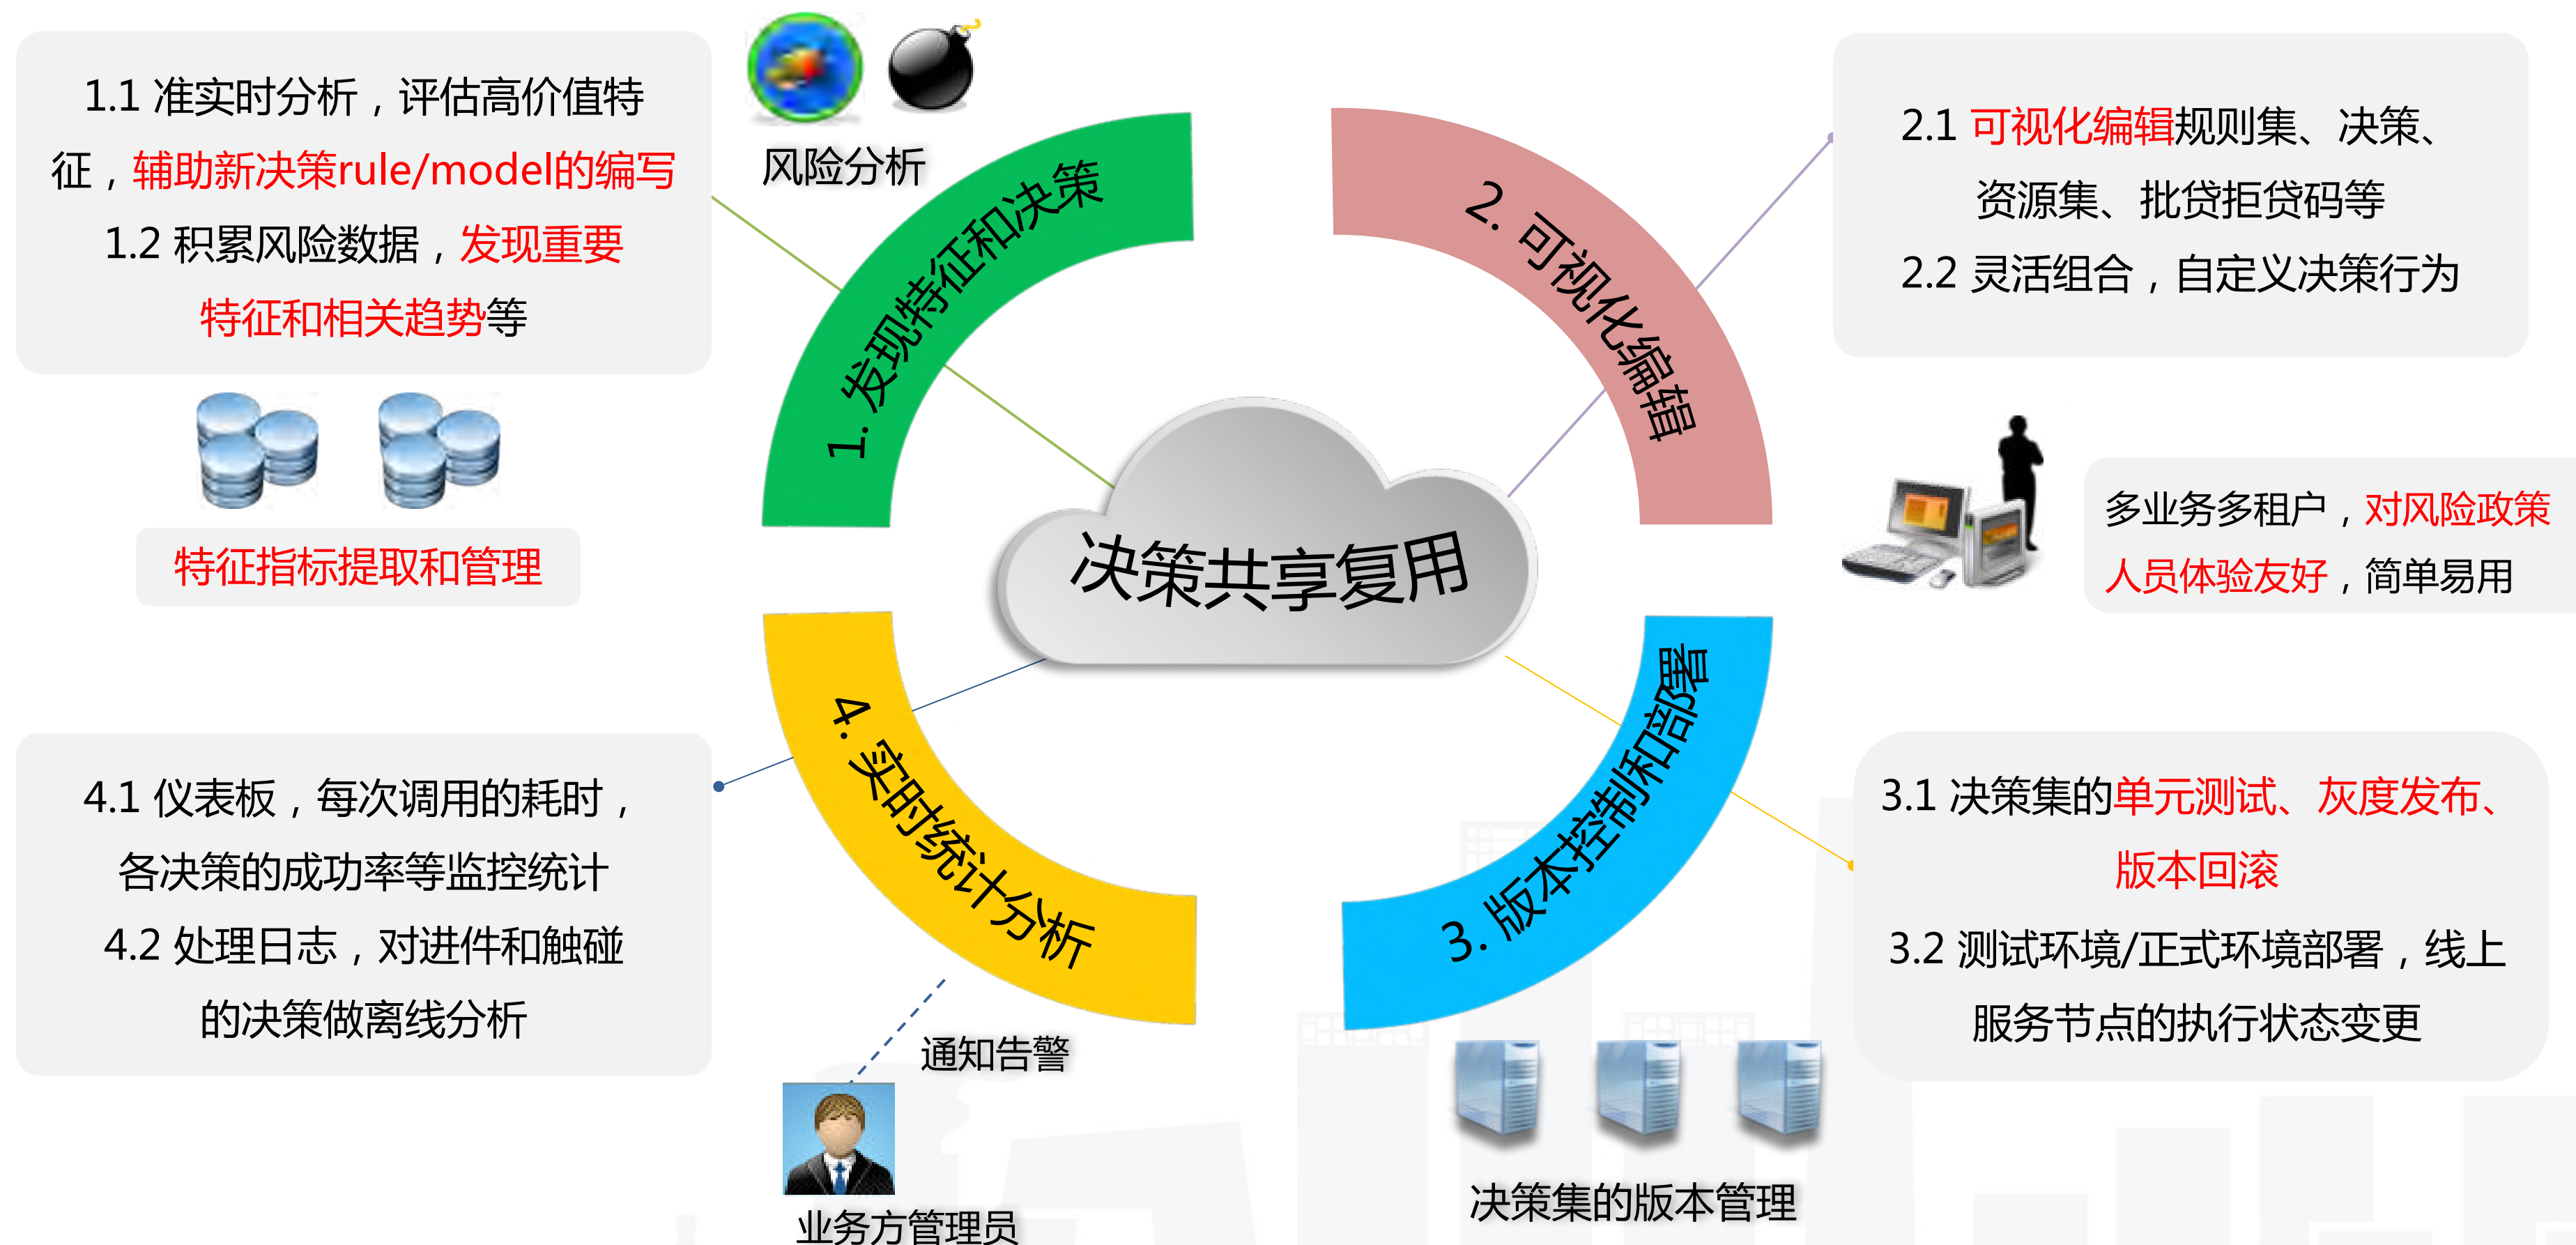 1.1 准实时分析，评估高价值特
征，辅助新决策rule/model的编写
1.2 积累风险数据，发现重要
特征和相关趋势等
风险分析
特征指标提取和管理
1. 发现特征和决策
2. 可视化编辑
2.1 可视化编辑规则集、决策、
资源集、批贷拒贷码等
2.2 灵活组合，自定义决策行为
多业务多租户，对风险政策
人员体验友好，简单易用
决策共享复用
3. 版本控制和部署
3.1 决策集的单元测试、灰度发布、
版本回滚
3.2 测试环境/正式环境部署，线上
服务节点的执行状态变更
决策集的版本管理
4. 实时统计分析
4.1 仪表板，每次调用的耗时，
各决策的成功率等监控统计
4.2 处理日志，对进件和触碰
的决策做离线分析
通知告警
业务方管理员